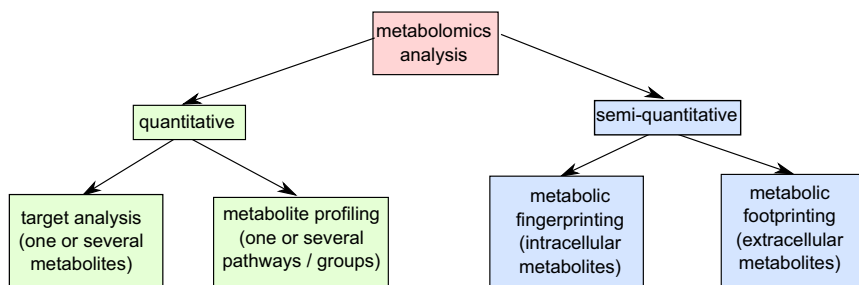 metabolomics
analysis
quantitative
semi-quantitative
target analysis
(one or several
metabolites)
metabolite profiling
(one or several
pathways / groups)
metabolic
fingerprinting
(intracellular
metabolites)
metabolic
footprinting
(extracellular
metabolites)